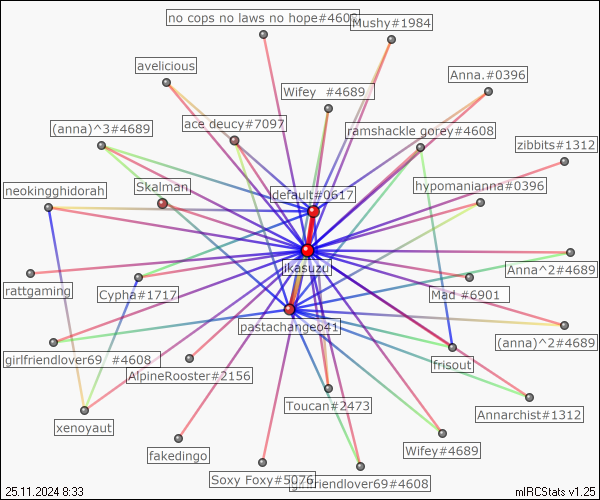 no cops no laws no hope#4608
Mushy#1984
avelicious
Anna.#0396
Wifey  #4689
(anna)^3#4689
ace deucy#7097
ramshackle gorey#4608
zibbits#1312
neokingghidorah
Skalman
default#0617
hypomanianna#0396
ikasuzu
Anna^2#4689
rattgaming
Cypha#1717
Mad #6901
pastachangeo41
(anna)^2#4689
girlfriendlover69  #4608
frisout
AlpineRooster#2156
Toucan#2473
Annarchist#1312
xenoyaut
Wifey#4689
fakedingo
Soxy Foxy#5076
girlfriendlover69#4608
25.11.2024 8:33
mIRCStats v1.25